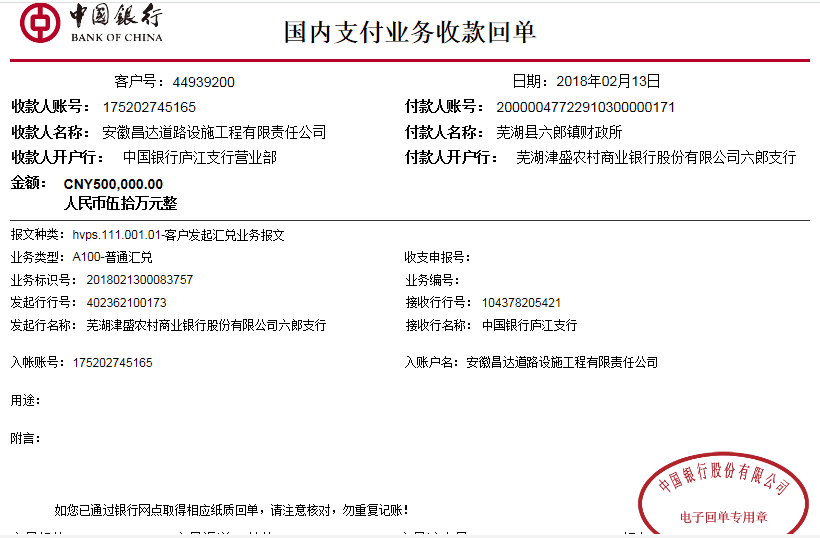 中国银行
BANK OF CHINA
国内支付业务收款回单
客户号：44939200 日期：2018年02月13日
收款人账号：175202745165 付款人账号：20000047722910300000171
收款人名称：安徽昌达道路设施工程有限责任公司 付款人名称：芜湖县六郎镇财政所
收款人开户行：中国银行庐江支行营业部 付款人开户行：芜湖津盛农村商业银行股份有限公司六郎支行
金额：CNY500,000.00
人民币伍拾万元整
报文种类：hvps.111.001.01-客户发起汇兑业务报文
业务类型：A100-普通汇兑 收支申报号：
业务标识号：2018021300083757 业务编号：
发起行行号：402362100173 接收行行号：104378205421
发起行名称：芜湖津盛农村商业银行股份有限公司六郎支行 接收行名称：中国银行庐江支行
入帐账号：175202745165 入账户名：安徽昌达道路设施工程有限责任公司
用途：
附言：
中国银行股份有限公司
如您已通过银行网点取得相应纸质回单，请注意核对，勿重复记账！
电子回单专用章